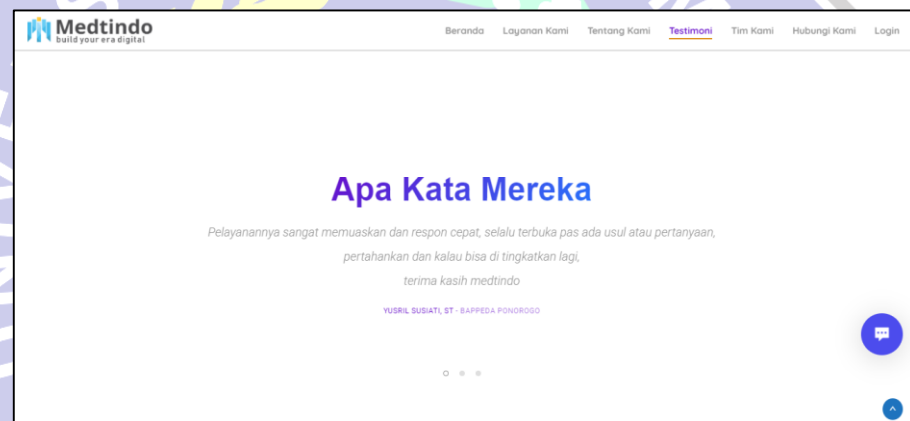 Medtindo
build your era digital
Beranda Layanan Kami Tentang Kami Testimoni Tim Kami Hubungi Kami Login
Apa Kata Mereka
Pelayanannya sangat memuaskan dan respon cepat, selalu terbuka pas ada usul atau pertanyaan,
pertahankan dan kalau bisa di tingkatkan lagi,
terima kasih medtindo
YUSRIL SUSIATI, ST - BAPPEDA PONOROGO